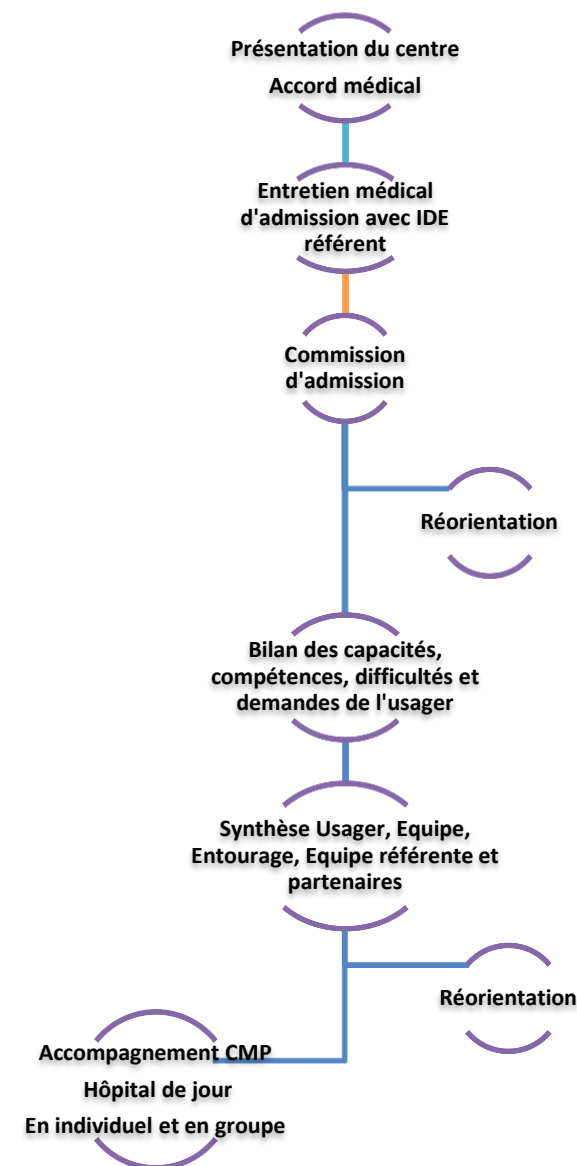 Présentation du centre
Accord médical
Entretien médical
d'admission avec IDE
référent
Commission
d'admission
Réorientation
Bilan des capacités,
compétences, difficultés et
demandes de l'usager
Synthèse Usager, Equipe,
Entourage, Equipe référente et
partenaires
Réorientation
Accompagnement CMP
Hôpital de jour
En individuel et en groupe